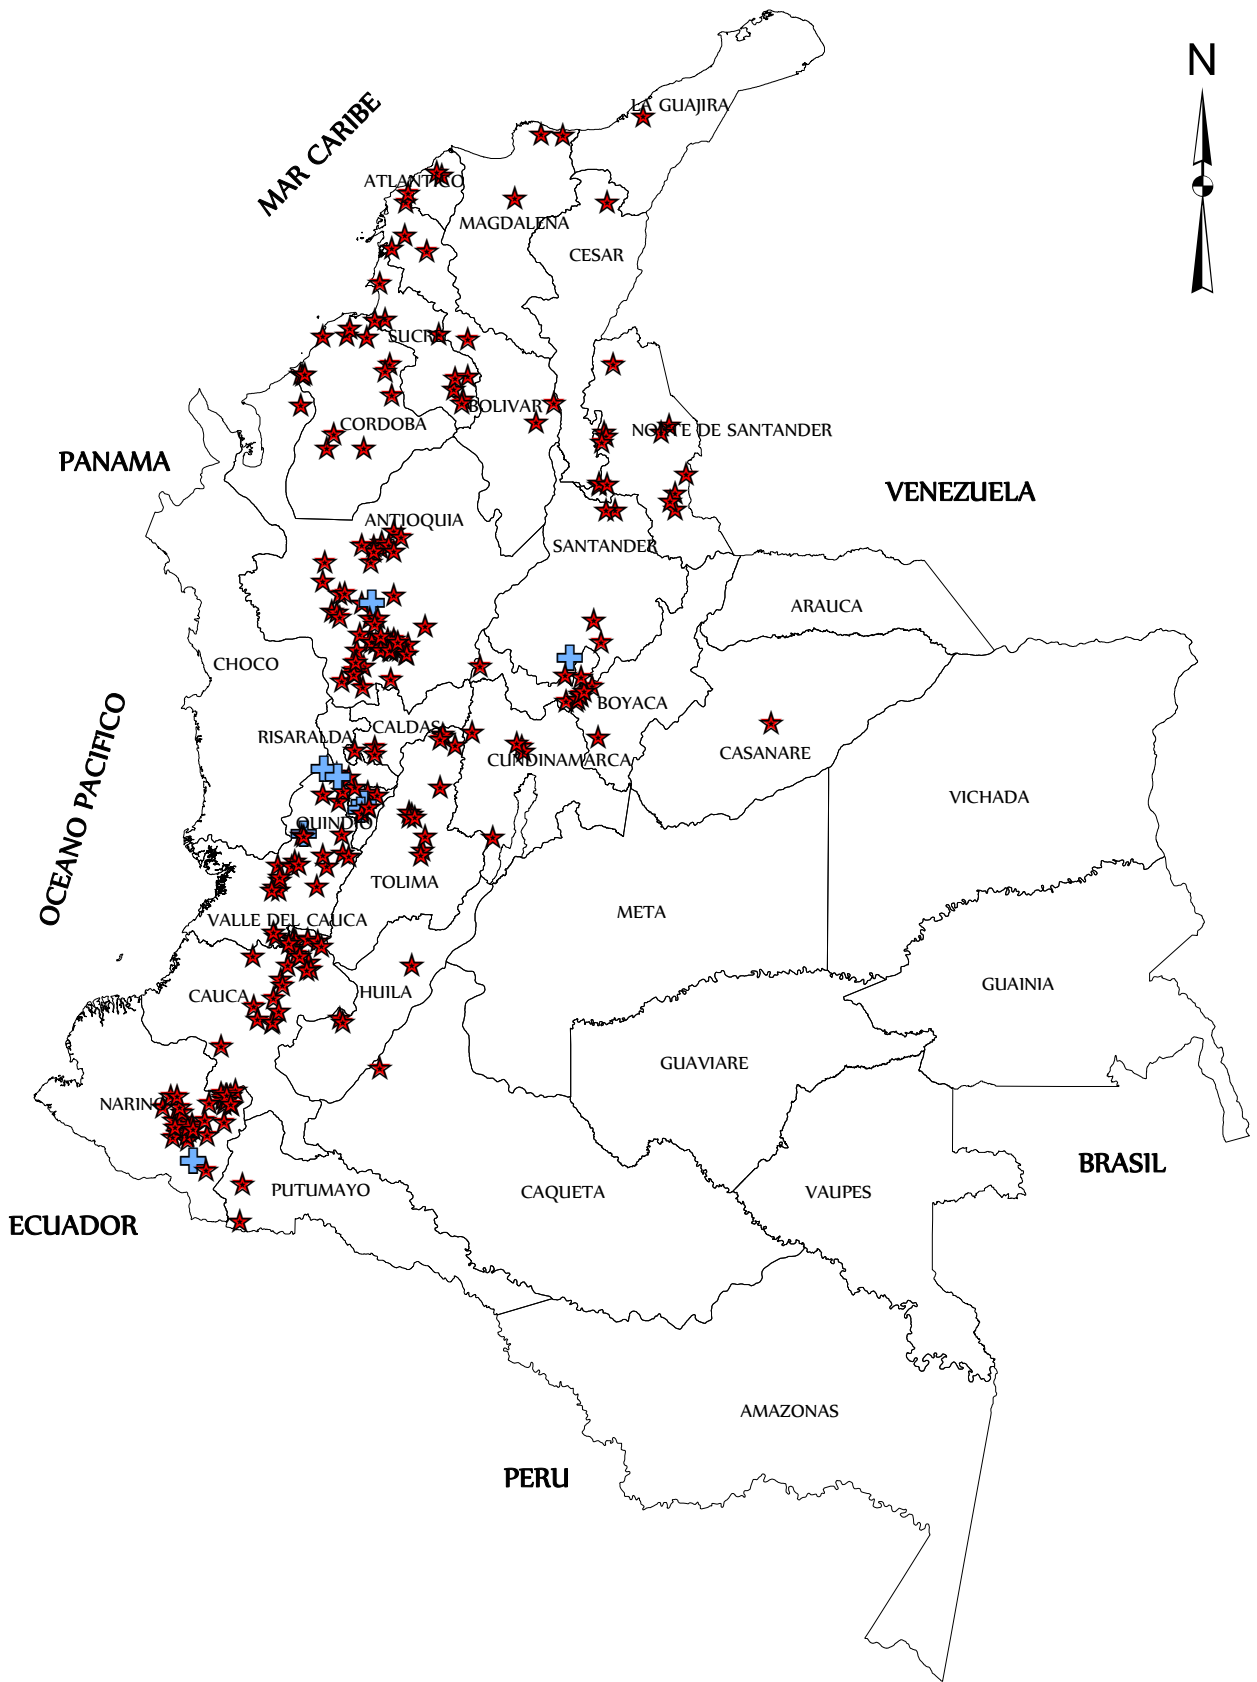 N
MAR CARIBE
LA GUAJIRA
ATLANTICO
MAGDALENA
CESAR
SUCRE
BOLIVAR
CORDOBA
NORTE DE SANTANDER
PANAMA
VENEZUELA
ANTIOQUIA
SANTANDER
ARAUCA
CHOCO
BOYACA
CALDAS
RISARALDA
CUNDINAMARCA
CASANARE
OCEANO PACIFICO
VICHADA
QUINDIO
TOLIMA
META
VALLE DEL CAUCA
GUAINIA
CAUCA
HUILA
GUAVIARE
NARINO
BRASIL
PUTUMAYO
CAQUETA
VAUPES
ECUADOR
AMAZONAS
PERU